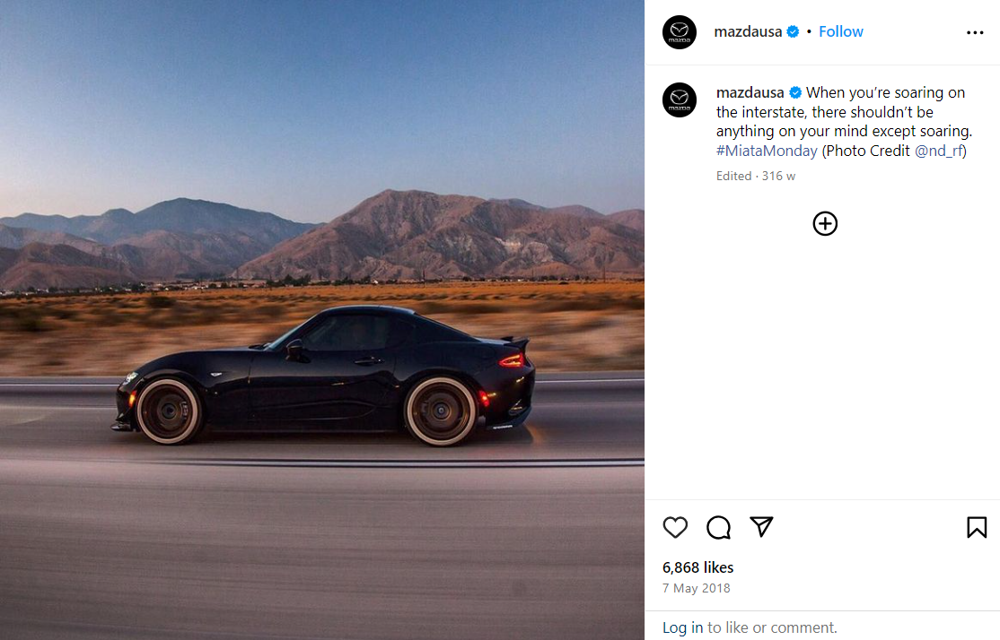 mazdausa • Follow
mazdausa When you’re soaring on
the interstate, there shouldn’t be
anything on your mind except soaring.
#MiataMonday (Photo Credit @nd_rf)
Edited · 316 w
6,868 likes
7 May 2018
Log in to like or comment.